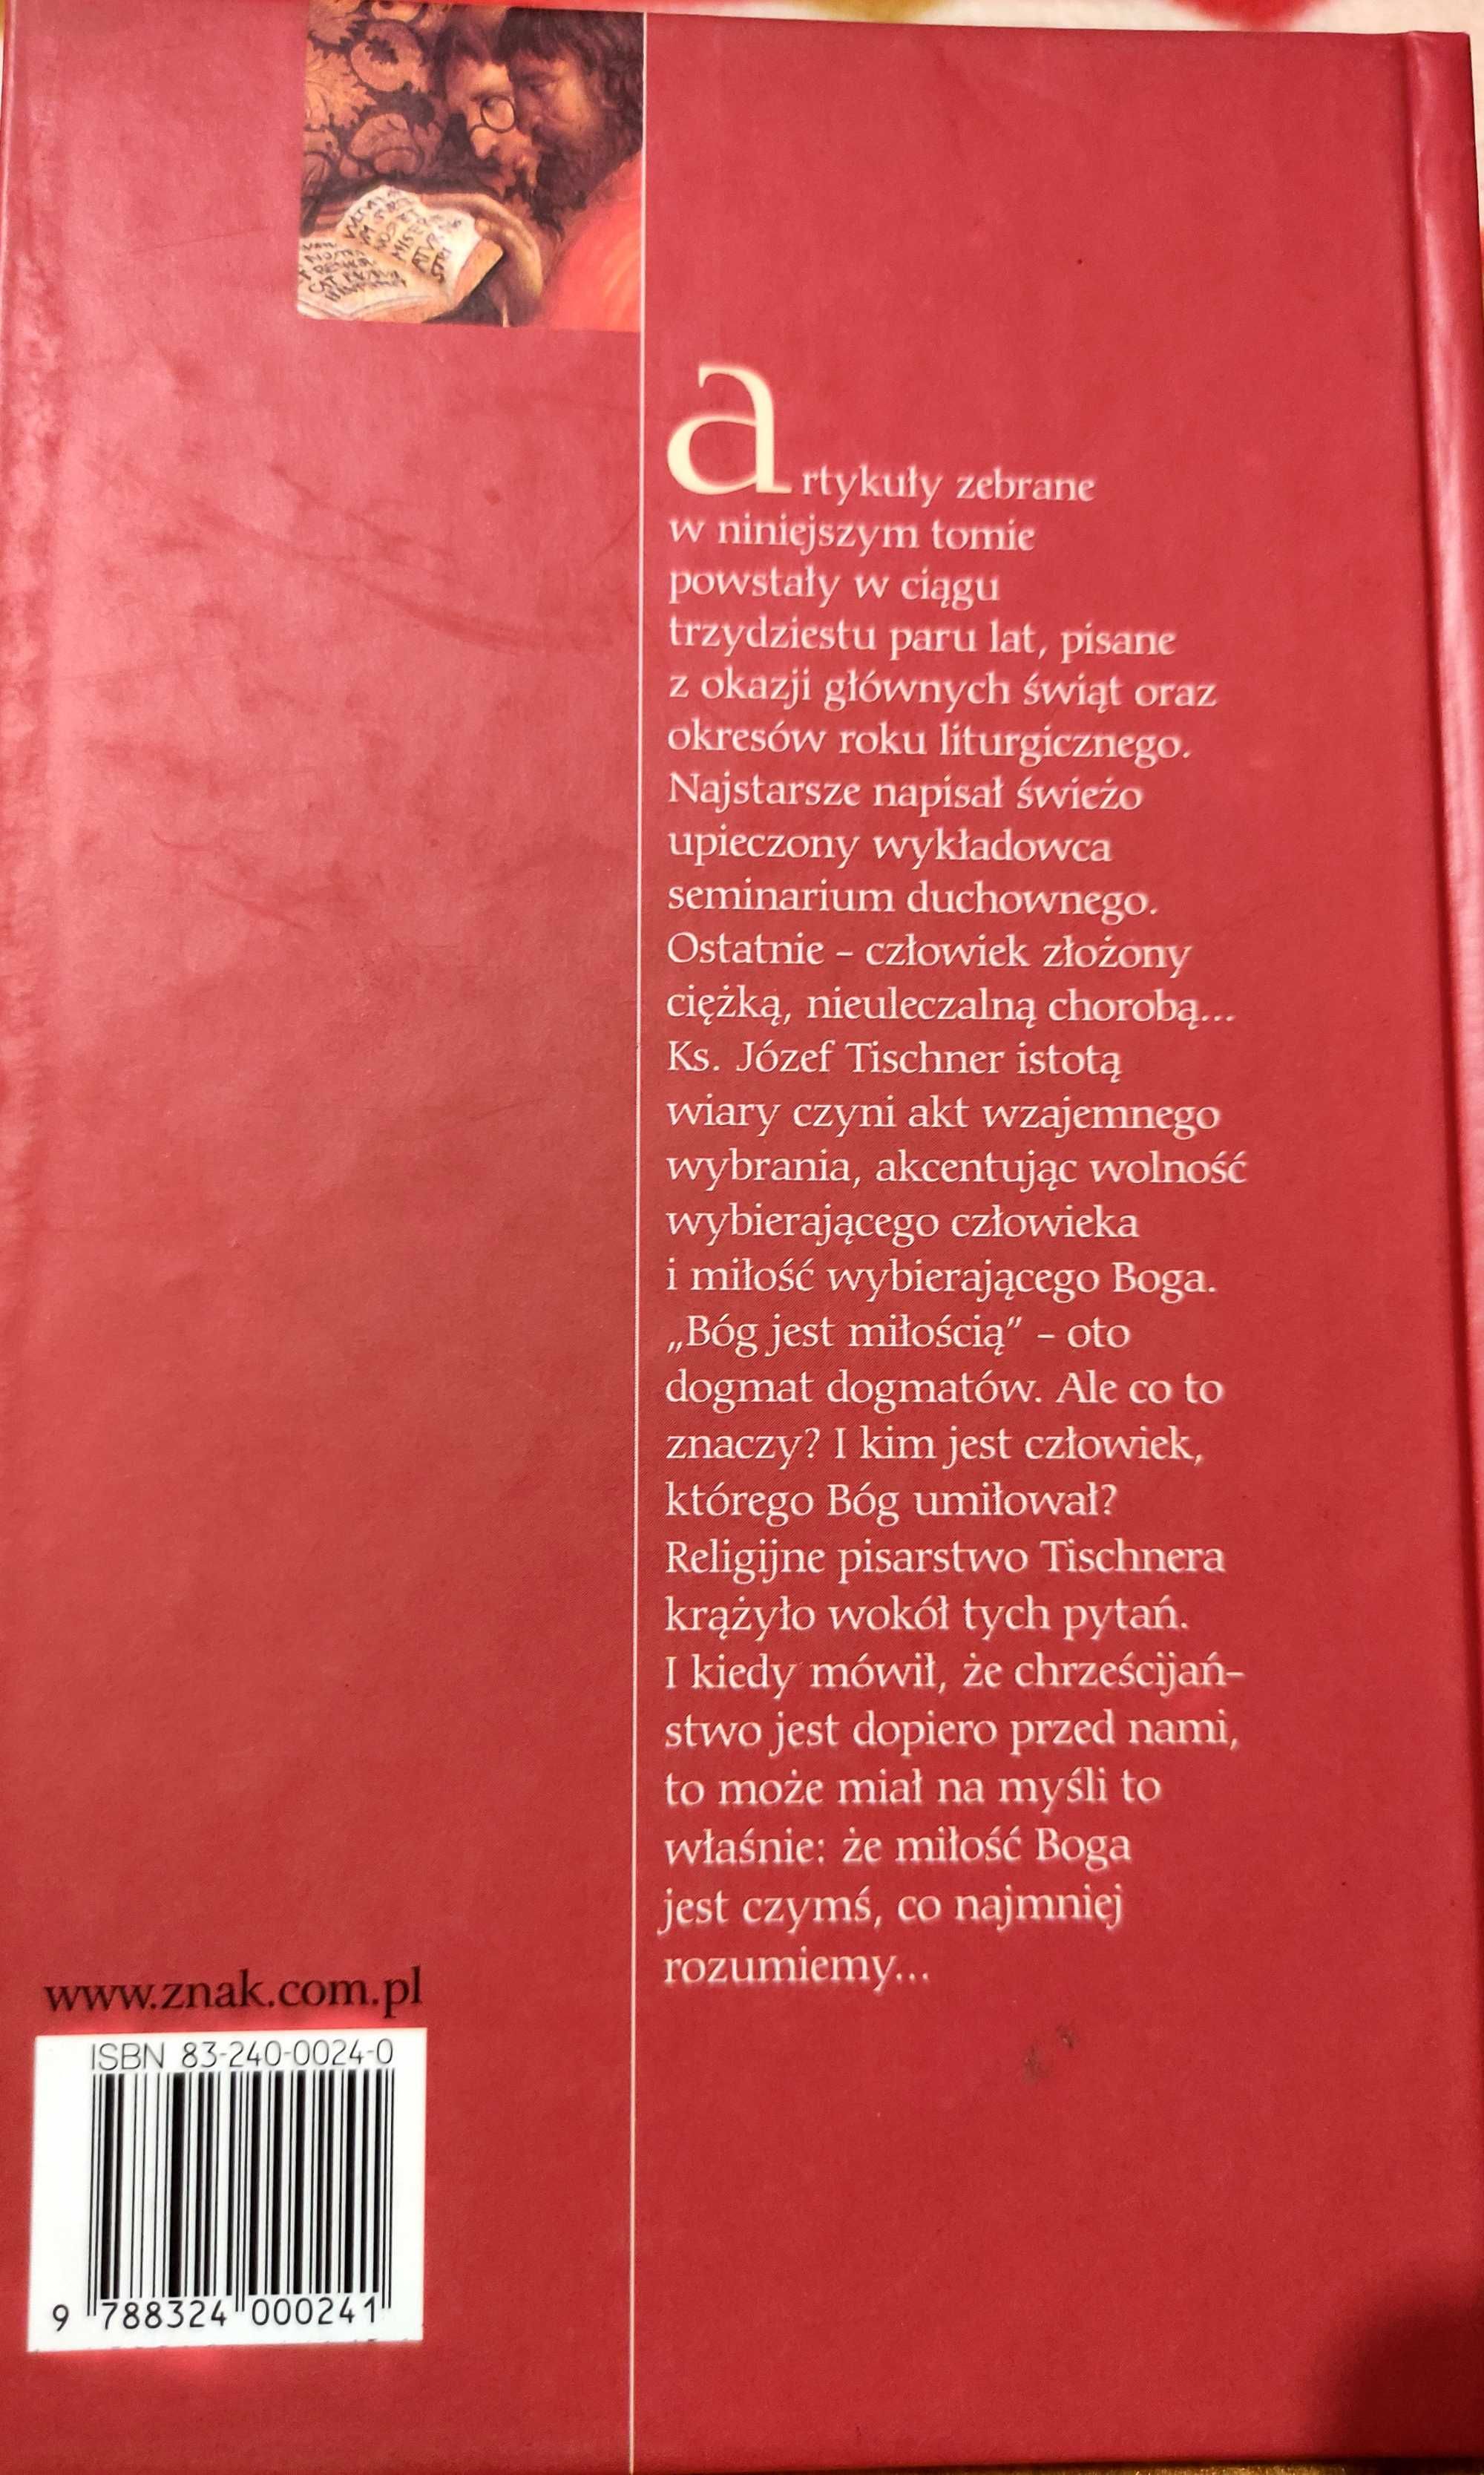 artykuły zebrane
w niniejszym tomie
powstały w ciągu
trzydziestu paru lat, pisane
z okazji głównych świąt oraz
okresów roku liturgicznego.
Najstarsze napisał świeżo
upieczony wykładowca
seminarium duchownego.
Ostatnie – człowiek złożony
ciężką, nieuleczalną chorobą...
Ks. Józef Tischner istotą
wiary czyni akt wzajemnego
wybrania, akcentując wolność
wybierającego człowieka
i miłość wybierającego Boga.
„Bóg jest miłością” – oto
dogmat dogmatów. Ale co to
znaczy? I kim jest człowiek,
którego Bóg umiłował?
Religijne pisarstwo Tischnera
krążyło wokół tych pytań.
I kiedy mówił, że chrześcijań-
stwo jest dopiero przed nami,
to może miał na myśli to
właśnie: że miłość Boga
jest czymś, co najmniej
rozumiemy...
www.znak.com.pl
ISBN 83-240-0024-0
9 788324 000241